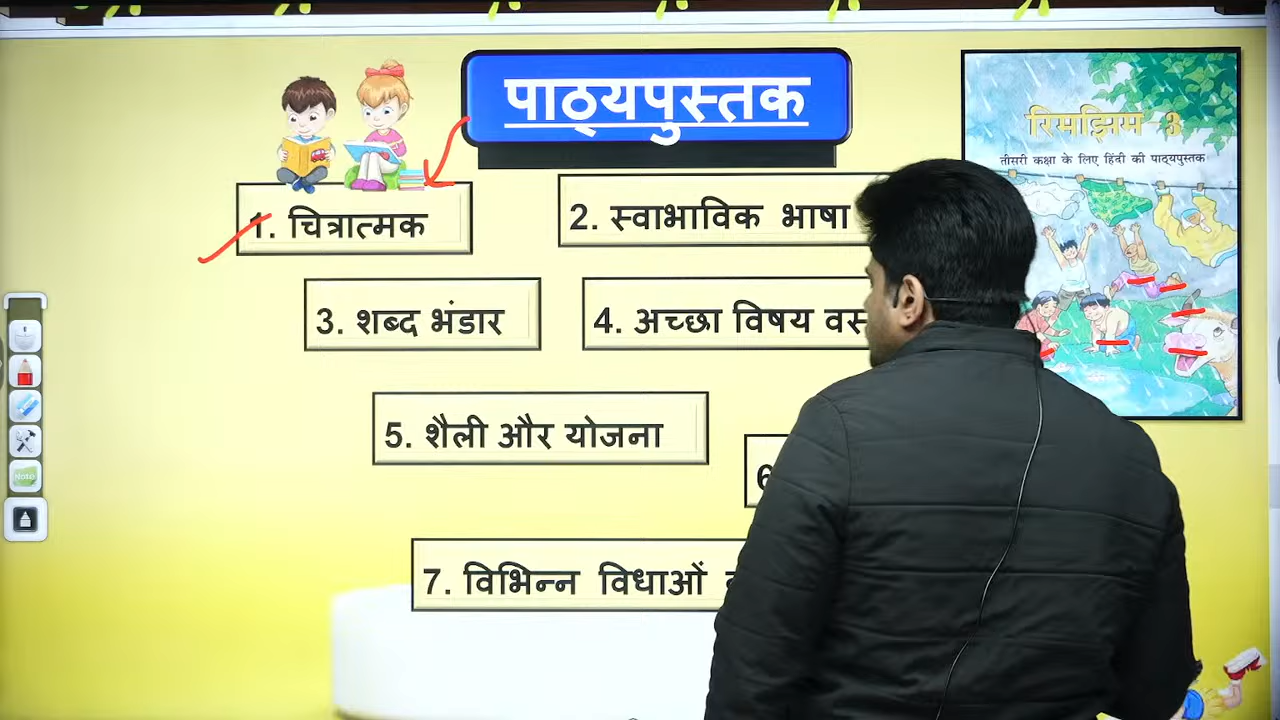 पाठ्यपुस्तक
रिमझिम-3
तीसरी कक्षा के लिए हिंदी की पाठ्यपुस्तक
1. चित्रात्मक
2. स्वाभाविक भाषा
3. शब्द भंडार
4. अच्छा विषय
5. शैली और योजना
6
7. विभिन्न विधाओं
Note